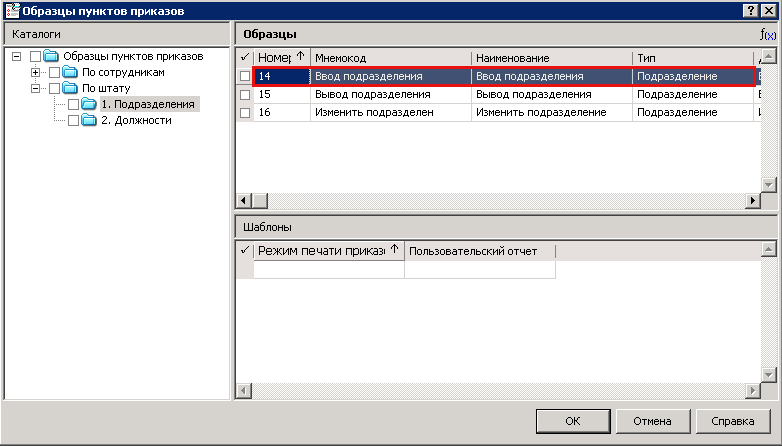 Образцы пунктов приказов
Каталоги
Образцы пунктов приказов
По сотрудникам
По штату
1. Подразделения
2. Должности
Образцы
f(x)
Номер Мнемокод Наименование Тип
14 Ввод подразделения Ввод подразделения Подразделение
15 Вывод подразделения Вывод подразделения Подразделение
16 Изменить подразделен Изменить подразделение Подразделение
Шаблоны
Режим печати приказ Пользовательский отчет
ОК Отмена Справка